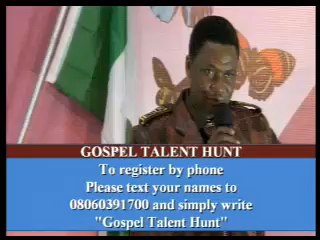 GOSPEL TALENT HUNT
To register by phone
Please text your names to
08060391700 and simply write
"Gospel Talent Hunt"